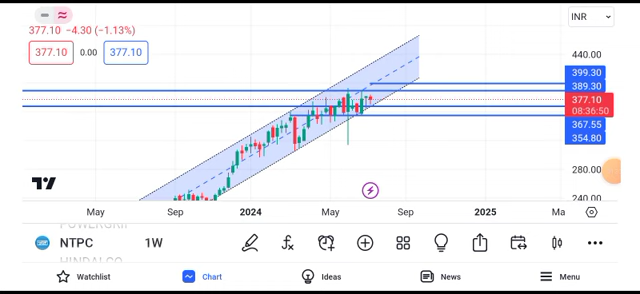 INR
377.10 −4.30 (−1.13%)
377.10 0.00 377.10
440.00
399.30
389.30
377.10
08:36:50
367.55
354.80
280.00
240.00
May Sep 2024 May Sep 2025 Ma
POWERGRID
NTPC 1W
HINDALCO
Watchlist Chart Ideas News Menu